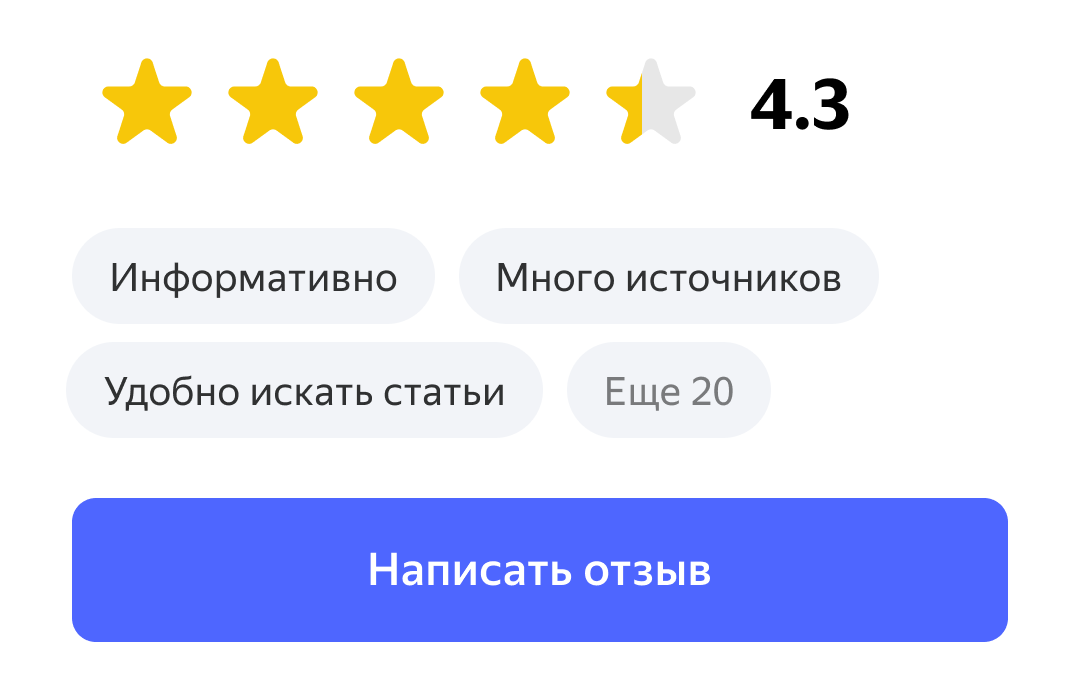 4.3
Информативно
Много источников
Удобно искать статьи
Еще 20
Написать отзыв